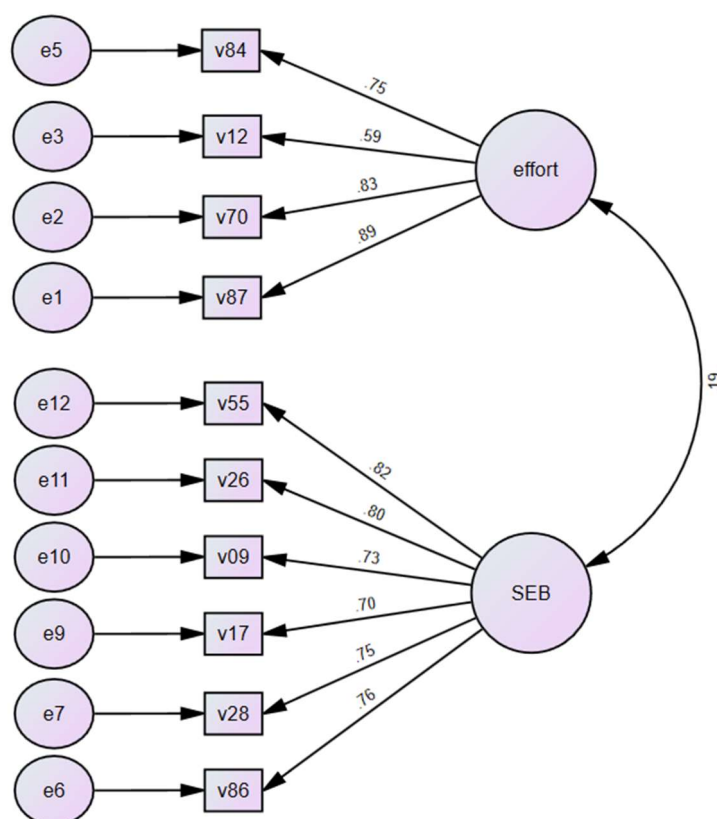 e5
v84
.75
e3
v12
.59
effort
e2
v70
.83
e1
v87
.89
.19
e12
v55
.82
e11
v26
.80
e10
v09
.73
SEB
e9
v17
.70
e7
v28
.75
e6
v86
.76